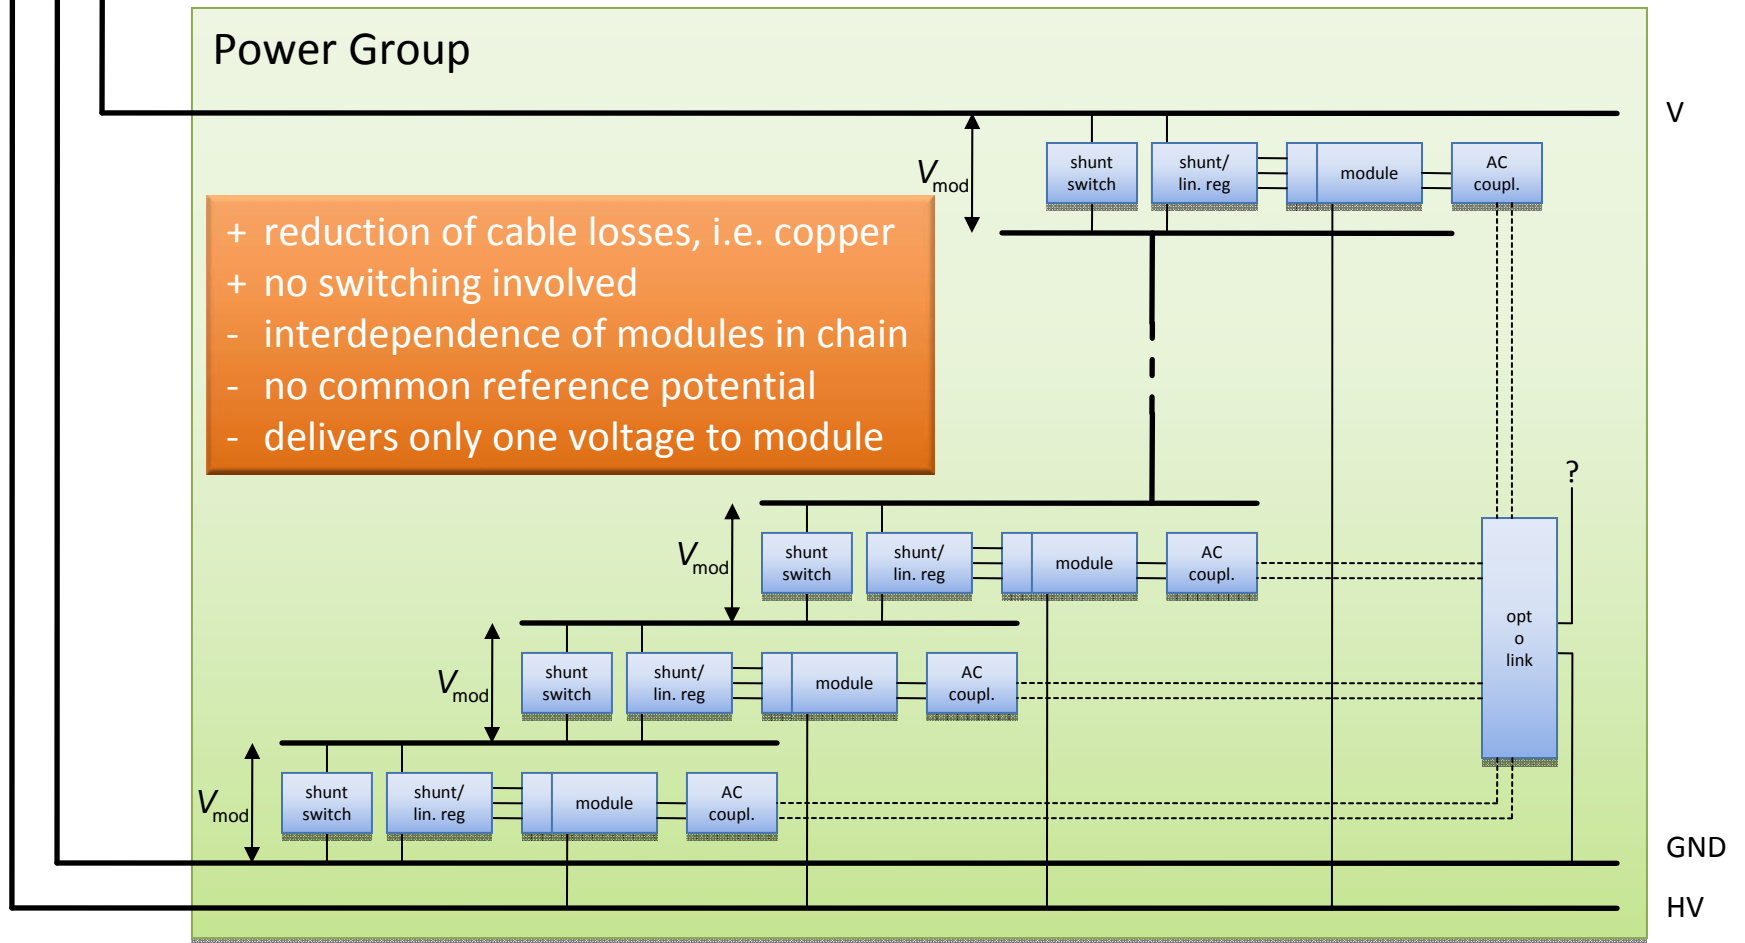 Power Group
V
Vmod
shunt
switch
shunt/
lin. reg
module
AC
coupl.
+ reduction of cable losses, i.e. copper
+ no switching involved
- interdependence of modules in chain
- no common reference potential
- delivers only one voltage to module
?
Vmod
shunt
switch
shunt/
lin. reg
module
AC
coupl.
opt
o
link
Vmod
shunt
switch
shunt/
lin. reg
module
AC
coupl.
Vmod
shunt
switch
shunt/
lin. reg
module
AC
coupl.
GND
HV